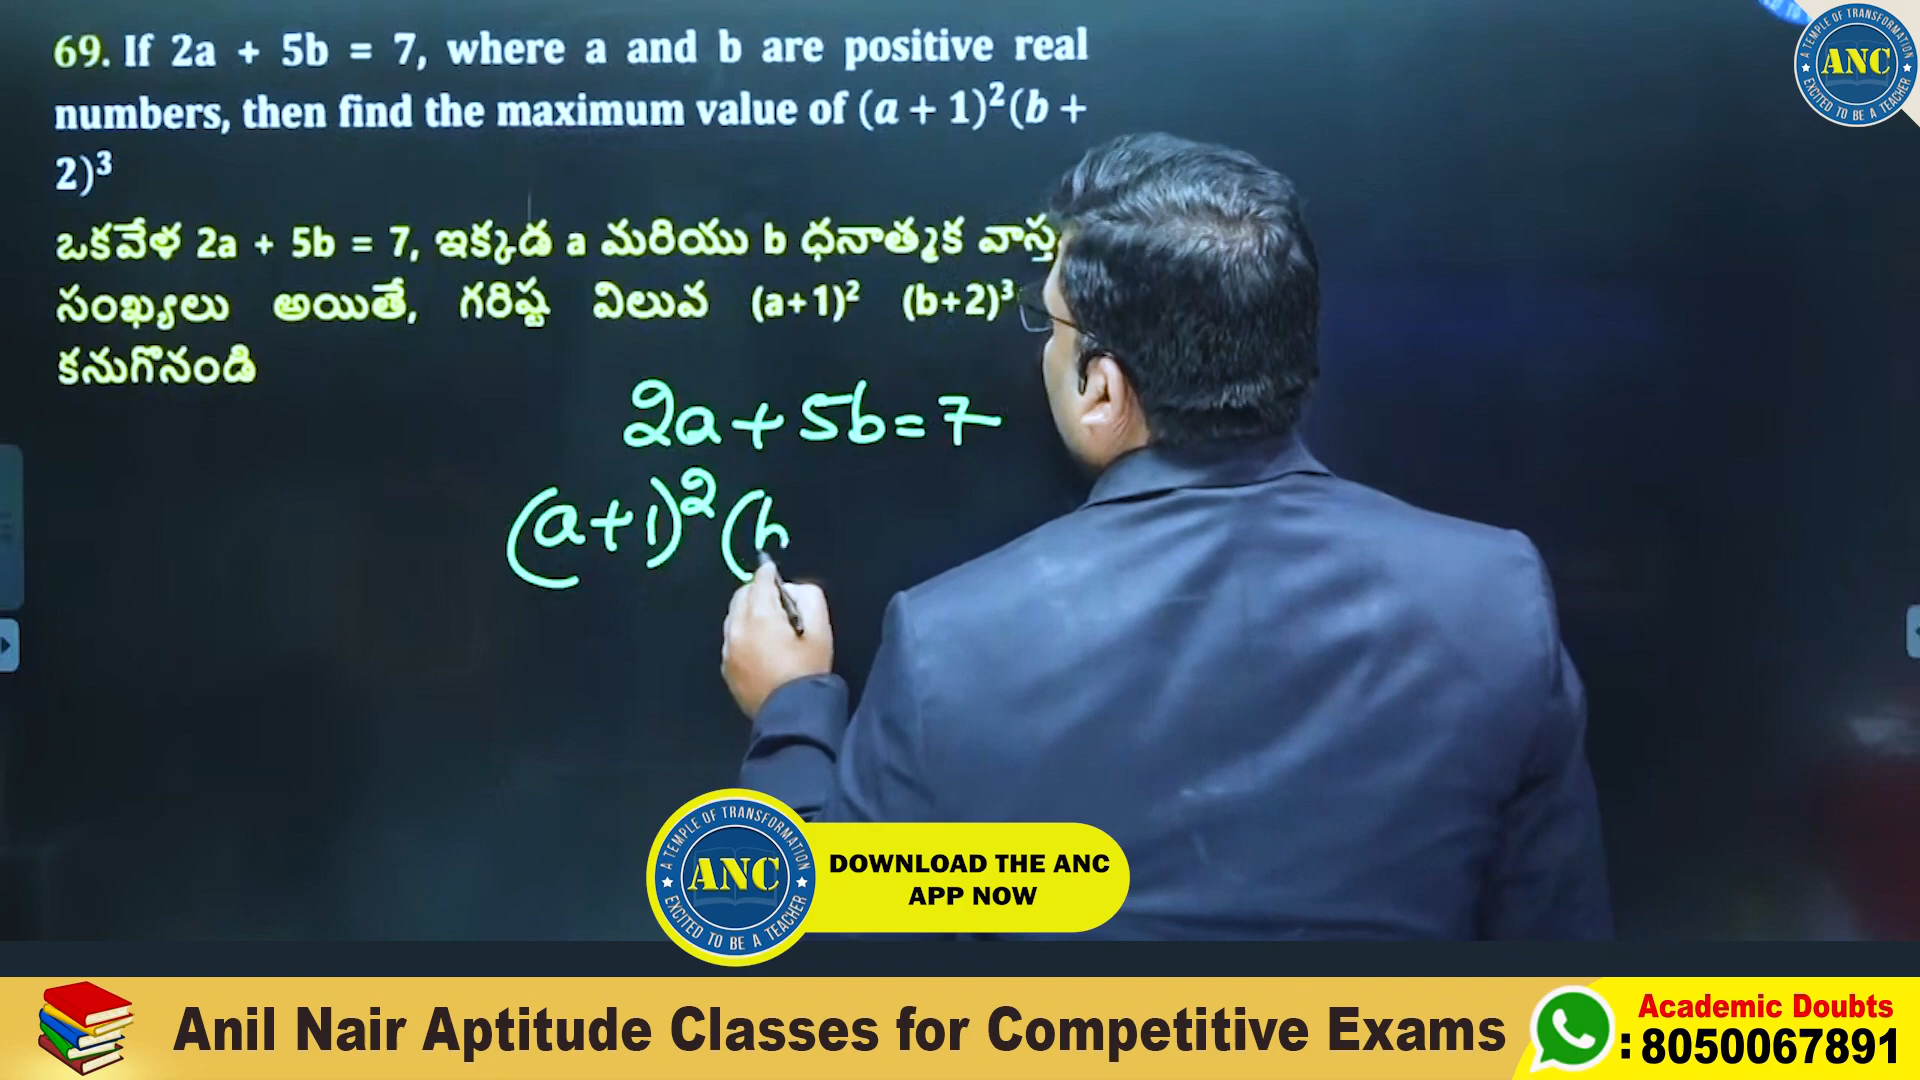 69. If 2a + 5b = 7, where a and b are positive real
numbers, then find the maximum value of (a + 1)²(b +
2)³
ఒకవేళ 2a + 5b = 7, ఇక్కడ a మరియు b ధనాత్మక వాస్త
సంఖ్యలు అయితే, గరిష్ట విలువ (a+1)² (b+2)³
కనుగొనండి
2a+5b=7
(a+1)² (b
A TEMPLE OF TRANSFORMATION
ANC
EXCITED TO BE A TEACHER
A TEMPLE OF TRANSFORMATION
ANC
EXCITED TO BE A TEACHER
DOWNLOAD THE ANC
APP NOW
Anil Nair Aptitude Classes for Competitive Exams
Academic Doubts
: 8050067891